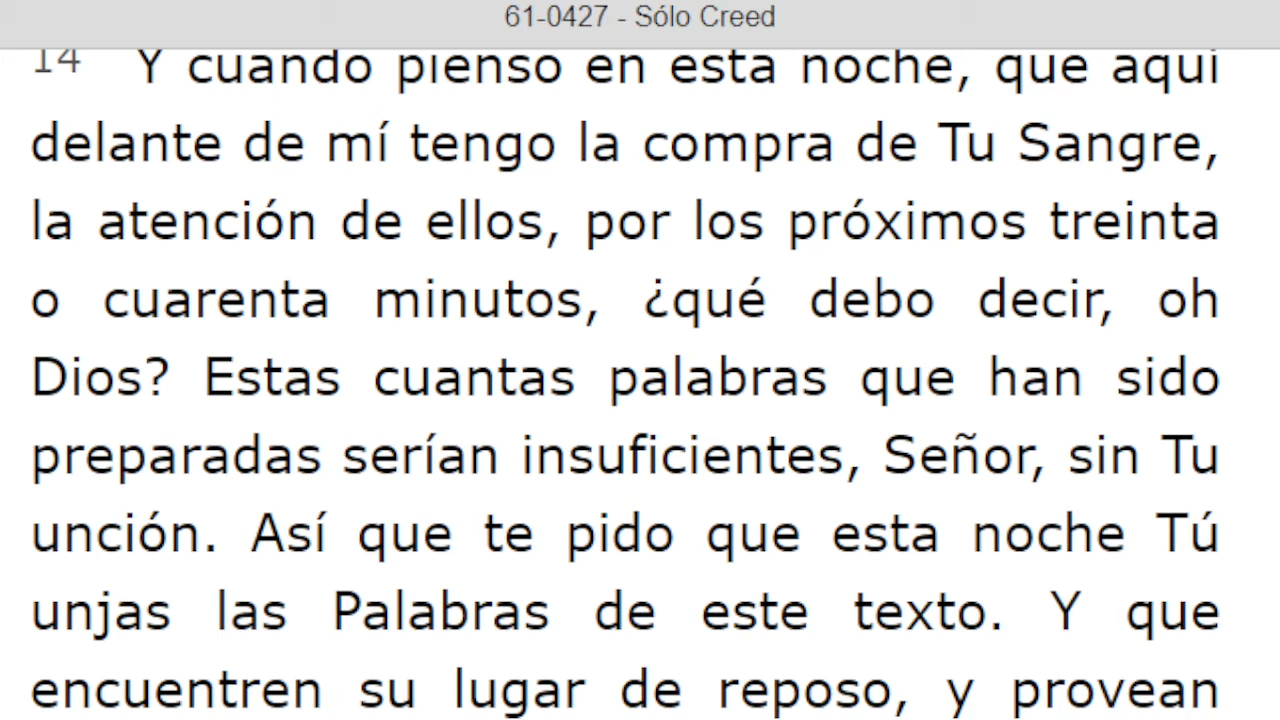 61-0427 - Sólo Creed
14 Y cuando pienso en esta noche, que aquí
delante de mí tengo la compra de Tu Sangre,
la atención de ellos, por los próximos treinta
o cuarenta minutos, ¿qué debo decir, oh
Dios? Estas cuantas palabras que han sido
preparadas serían insuficientes, Señor, sin Tu
unción. Así que te pido que esta noche Tú
unjas las Palabras de este texto. Y que
encuentren su lugar de reposo, y provean